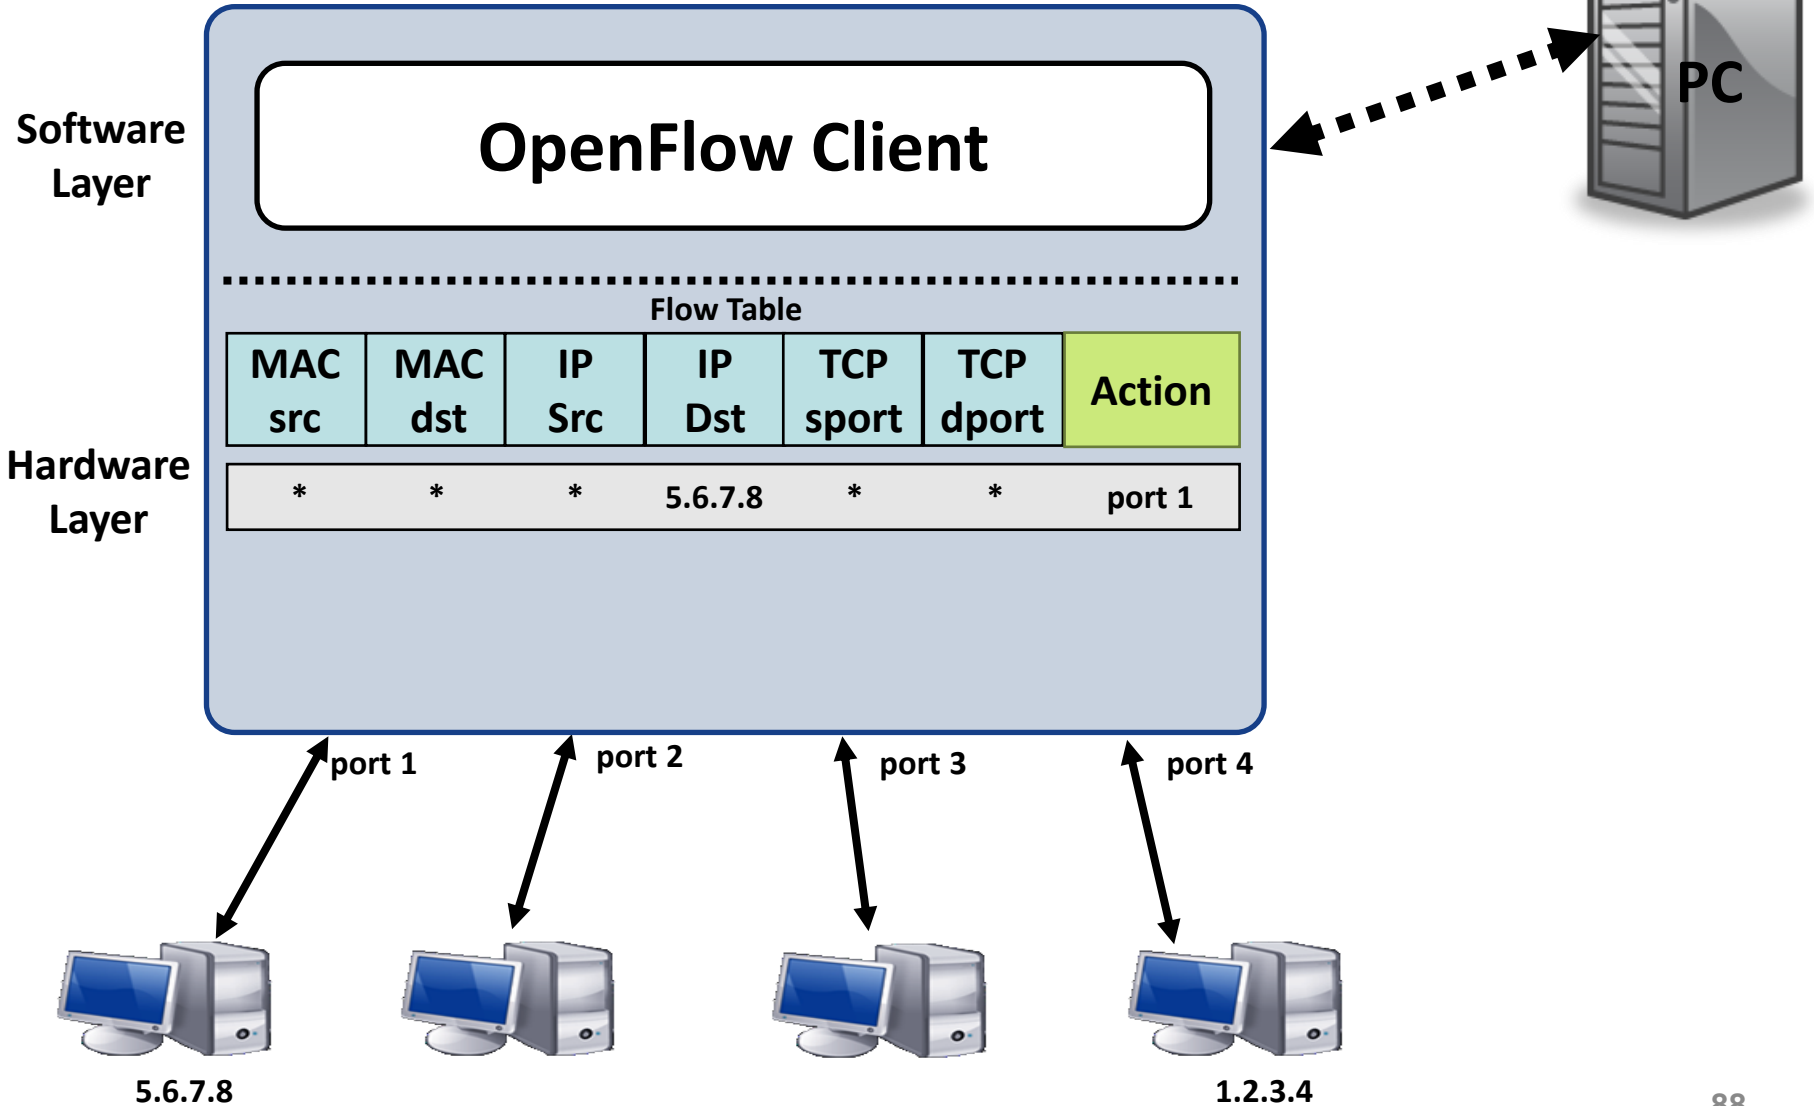 PC
Software
Layer
OpenFlow Client
Flow Table
MAC src MAC dst IP Src IP Dst TCP sport TCP dport Action
Hardware
Layer
* * * 5.6.7.8 * * port 1
port 1 port 2 port 3 port 4
5.6.7.8 1.2.3.4
88